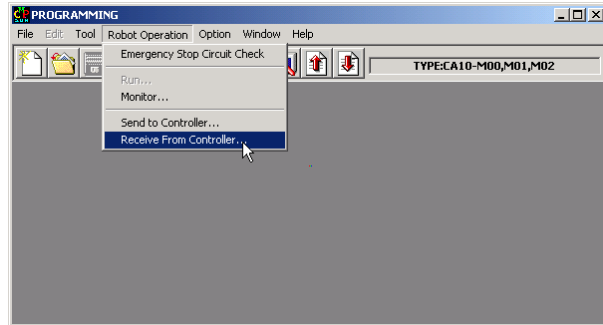 PROGRAMMING
File Edit Tool Robot Operation Option Window Help
TYPE:CA10-M00,M01,M02
Emergency Stop Circuit Check
Run...
Monitor...
Send to Controller...
Receive From Controller...